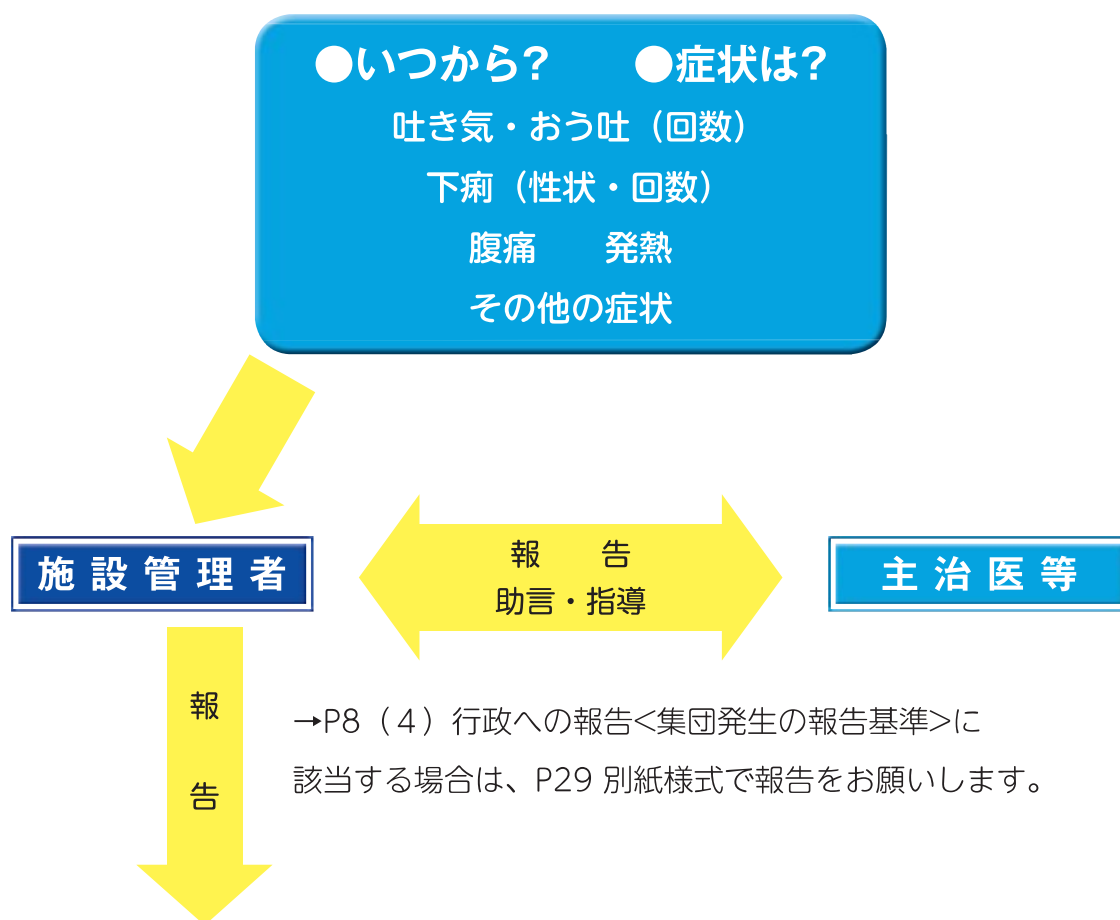 ●いつから?　　●症状は?
吐き気・おう吐（回数）
下痢（性状・回数）
腹痛　　発熱
その他の症状
施設管理者
報　　告
助言・指導
主治医等
報告
→P8（4）行政への報告<集団発生の報告基準>に
該当する場合は、P29 別紙様式で報告をお願いします。